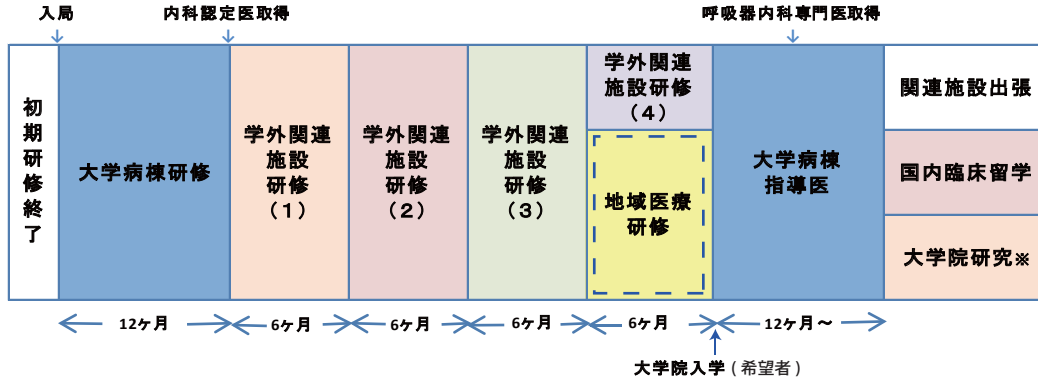 入局
内科認定医取得
呼吸器内科専門医取得
初期研修終了
大学病棟研修
学外関連
施設
研修
（１）
学外関連
施設
研修
（２）
学外関連
施設
研修
（３）
学外関連
施設研修
（４）
地域医療
研修
大学病棟
指導医
関連施設出張
国内臨床留学
大学院研究※
12ヶ月
6ヶ月
6ヶ月
6ヶ月
6ヶ月
12ヶ月～
大学院入学 ( 希望者 )